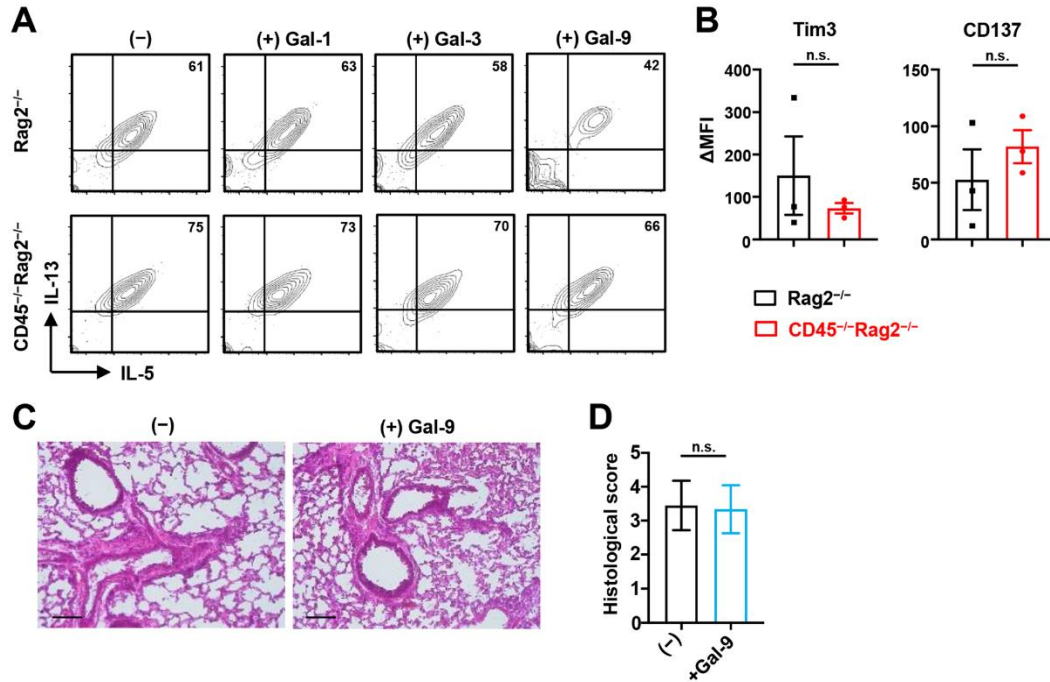 A
(−) (+) Gal-1 (+) Gal-3 (+) Gal-9
Rag2−/−
61 63 58 42
CD45−/−Rag2−/−
75 73 70 66
IL-13
IL-5
B
Tim3 CD137
n.s. n.s.
ΔMFI
400
300
200
100
0
150
100
50
0
Rag2−/−
CD45−/−Rag2−/−
C
(−) (+) Gal-9
D
n.s.
Histological score
5
4
3
2
1
0
(−) +Gal-9